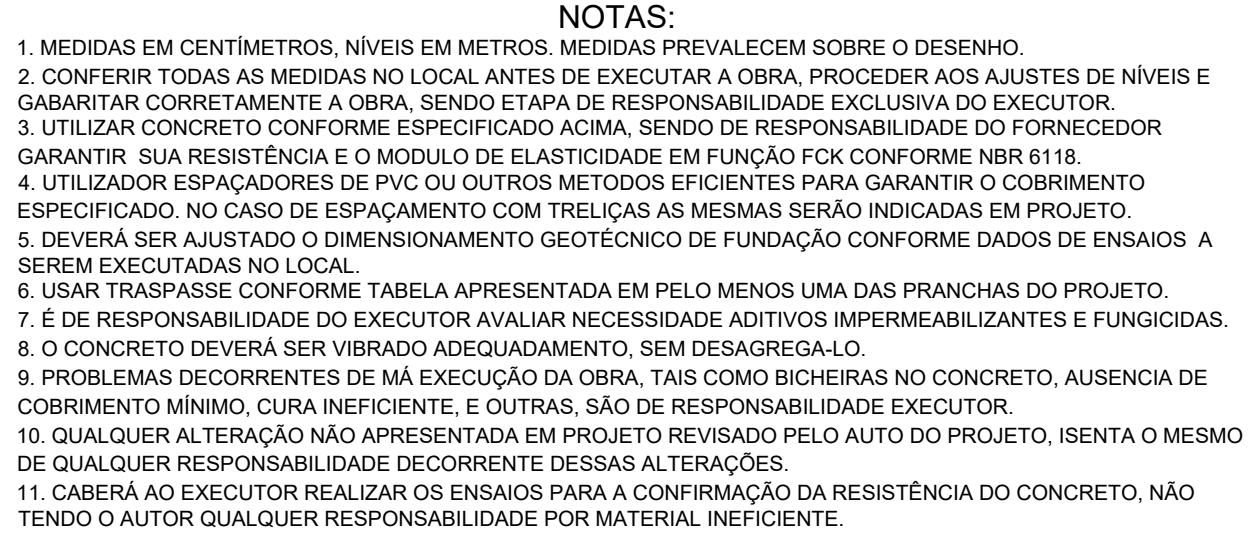 NOTAS:
1. MEDIDAS EM CENTÍMETROS, NÍVEIS EM METROS. MEDIDAS PREVALECEM SOBRE O DESENHO.
2. CONFERIR TODAS AS MEDIDAS NO LOCAL ANTES DE EXECUTAR A OBRA, PROCEDER AOS AJUSTES DE NÍVEIS E
GABARITAR CORRETAMENTE A OBRA, SENDO ETAPA DE RESPONSABILIDADE EXCLUSIVA DO EXECUTOR.
3. UTILIZAR CONCRETO CONFORME ESPECIFICADO ACIMA, SENDO DE RESPONSABILIDADE DO FORNECEDOR
GARANTIR  SUA RESISTÊNCIA E O MODULO DE ELASTICIDADE EM FUNÇÃO FCK CONFORME NBR 6118.
4. UTILIZADOR ESPAÇADORES DE PVC OU OUTROS METODOS EFICIENTES PARA GARANTIR O COBRIMENTO
ESPECIFICADO. NO CASO DE ESPAÇAMENTO COM TRELIÇAS AS MESMAS SERÃO INDICADAS EM PROJETO.
5. DEVERÁ SER AJUSTADO O DIMENSIONAMENTO GEOTÉCNICO DE FUNDAÇÃO CONFORME DADOS DE ENSAIOS  A
SEREM EXECUTADAS NO LOCAL.
6. USAR TRASPASSE CONFORME TABELA APRESENTADA EM PELO MENOS UMA DAS PRANCHAS DO PROJETO.
7. É DE RESPONSABILIDADE DO EXECUTOR AVALIAR NECESSIDADE ADITIVOS IMPERMEABILIZANTES E FUNGICIDAS.
8. O CONCRETO DEVERÁ SER VIBRADO ADEQUADAMENTO, SEM DESAGREGA-LO.
9. PROBLEMAS DECORRENTES DE MÁ EXECUÇÃO DA OBRA, TAIS COMO BICHEIRAS NO CONCRETO, AUSENCIA DE
COBRIMENTO MÍNIMO, CURA INEFICIENTE, E OUTRAS, SÃO DE RESPONSABILIDADE EXECUTOR.
10. QUALQUER ALTERAÇÃO NÃO APRESENTADA EM PROJETO REVISADO PELO AUTO DO PROJETO, ISENTA O MESMO
DE QUALQUER RESPONSABILIDADE DECORRENTE DESSAS ALTERAÇÕES.
11. CABERÁ AO EXECUTOR REALIZAR OS ENSAIOS PARA A CONFIRMAÇÃO DA RESISTÊNCIA DO CONCRETO, NÃO
TENDO O AUTOR QUALQUER RESPONSABILIDADE POR MATERIAL INEFICIENTE.